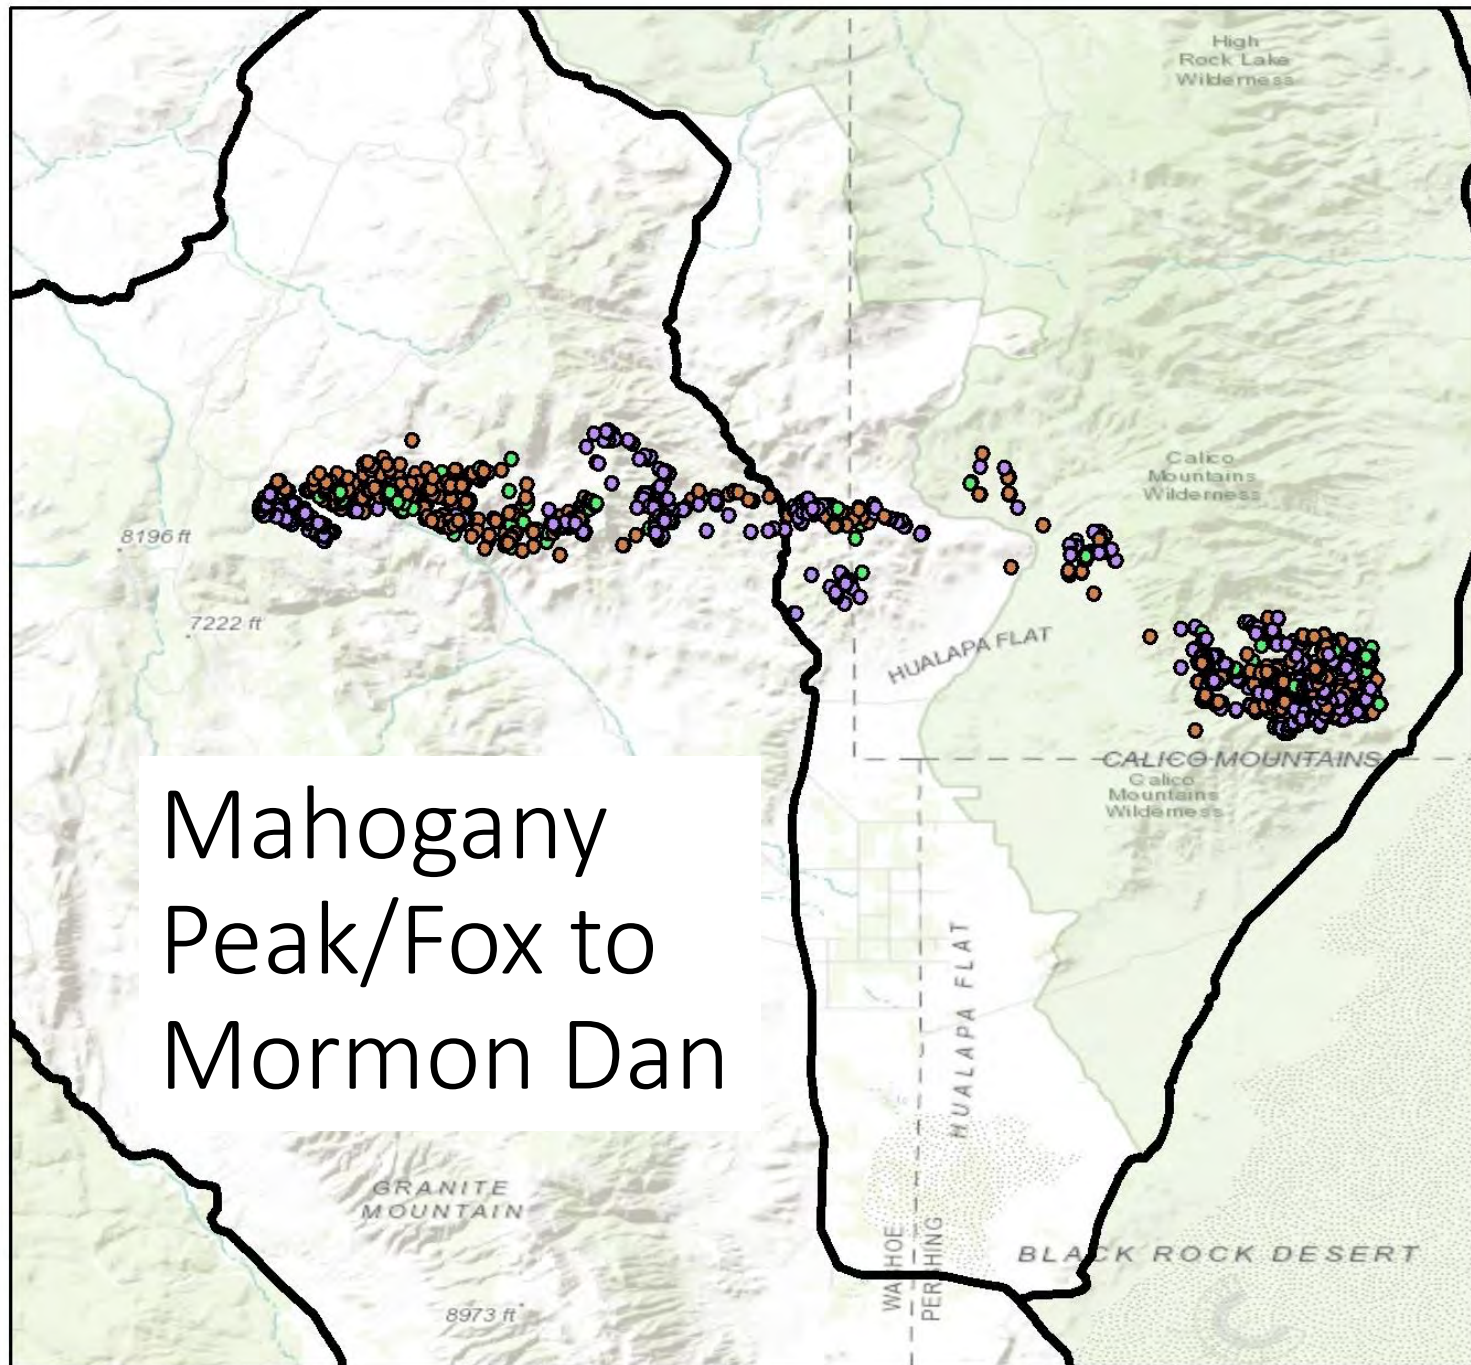 High
Rock Lake
Wilderness
Calico
Mountains
Wilderness
8196 ft
7222 ft
HUALAPA FLAT
CALICO MOUNTAINS
Calico
Mountains
Wilderness
Mahogany
Peak/Fox to
Mormon Dan
HUALAPA FLAT
GRANITE
MOUNTAIN
WASHOE
PERSHING
BLACK ROCK DESERT
8973 ft